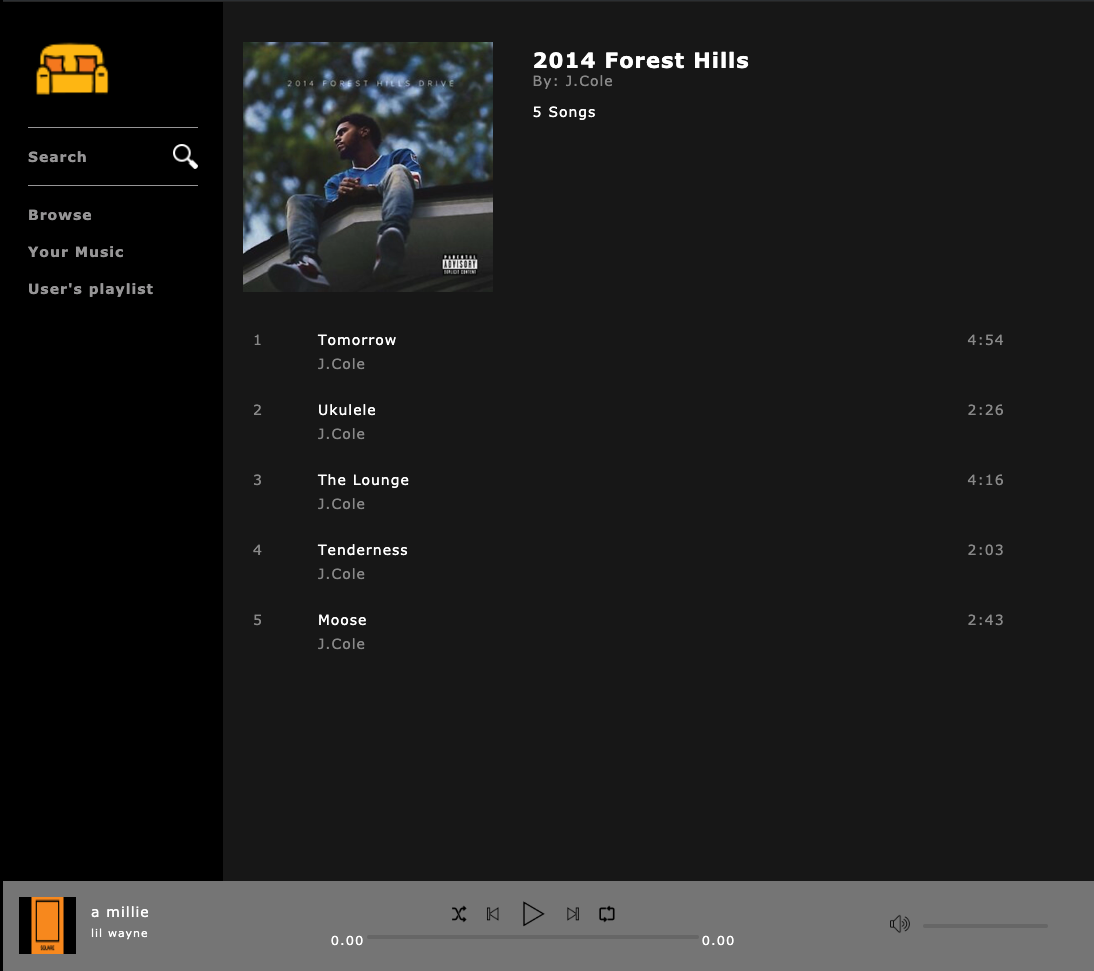 2014 FOREST HILLS DRIVE
PARENTAL
ADVISORY
EXPLICIT CONTENT
2014 Forest Hills
By: J.Cole
5 Songs
Search
Browse
Your Music
User's playlist
1 Tomorrow 4:54
J.Cole
2 Ukulele 2:26
J.Cole
3 The Lounge 4:16
J.Cole
4 Tenderness 2:03
J.Cole
5 Moose 2:43
J.Cole
SQUARE
a millie
lil wayne
0.00 0.00